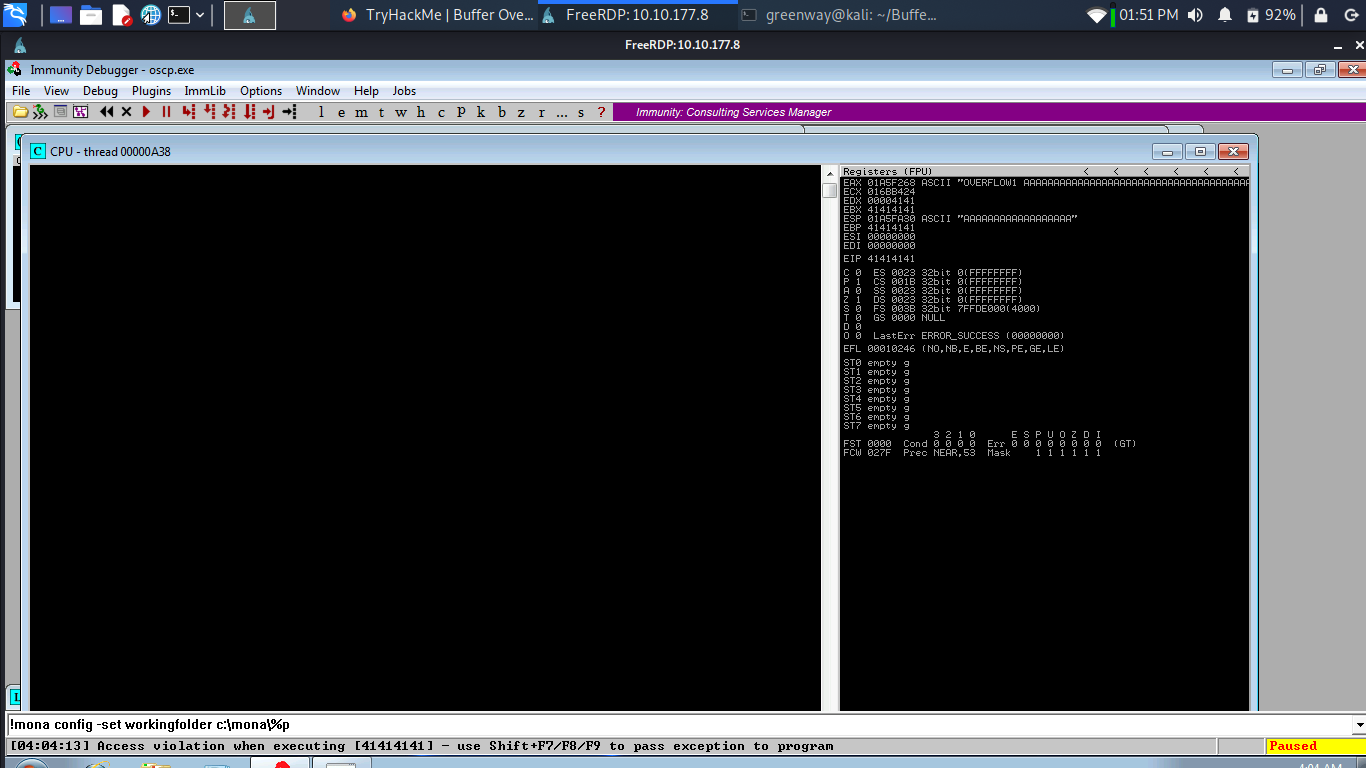 TryHackMe | Buffer Ove... FreeRDP: 10.10.177.8 greenway@kali: ~/Buffe... 01:51 PM 92%
FreeRDP: 10.10.177.8
Immunity Debugger - oscp.exe
File View Debug Plugins ImmLib Options Window Help Jobs
l e m t w h c P k b z r ... s ? Immunity: Consulting Services Manager
C CPU - thread 00000A38
Registers (FPU) < < < < < <
EAX 01A5F268 ASCII "OVERFLOW1 AAAAAAAAAAAAAAAAAAAAAAAAAAAAAAAAAAAAAA
ECX 016BB424
EDX 00004141
EBX 41414141
ESP 01A5FA30 ASCII "AAAAAAAAAAAAAAAAAA"
EBP 41414141
ESI 00000000
EDI 00000000
EIP 41414141
C 0 ES 0023 32bit 0(FFFFFFFF)
P 1 CS 001B 32bit 0(FFFFFFFF)
A 0 SS 0023 32bit 0(FFFFFFFF)
Z 1 DS 0023 32bit 0(FFFFFFFF)
S 0 FS 003B 32bit 7FFDE000(4000)
T 0 GS 0000 NULL
D 0
O 0 LastErr ERROR_SUCCESS (00000000)
EFL 00010246 (NO,NB,E,BE,NS,PE,GE,LE)
ST0 empty g
ST1 empty g
ST2 empty g
ST3 empty g
ST4 empty g
ST5 empty g
ST6 empty g
ST7 empty g
3 2 1 0 E S P U O Z D I
FST 0000 Cond 0 0 0 0 Err 0 0 0 0 0 0 0 0 (GT)
FCW 027F Prec NEAR,53 Mask 1 1 1 1 1 1
L
!mona config -set workingfolder c:\mona\%p
[04:04:13] Access violation when executing [41414141] - use Shift+F7/F8/F9 to pass exception to program Paused
4:04 AM